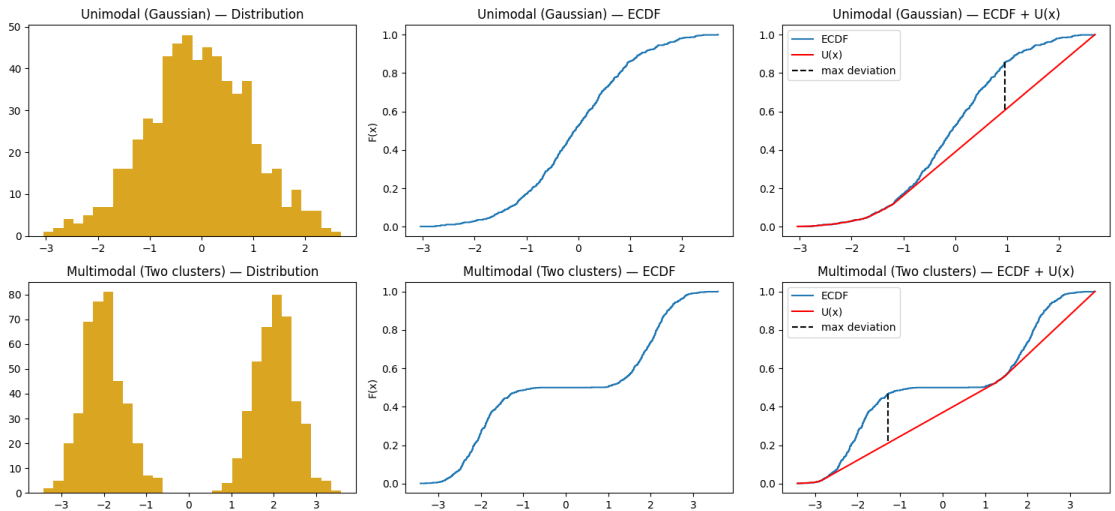 Unimodal (Gaussian) — Distribution
50
40
30
20
10
0
−3 −2 −1 0 1 2
Unimodal (Gaussian) — ECDF
F(x)
1.0
0.8
0.6
0.4
0.2
0.0
−3 −2 −1 0 1 2
Unimodal (Gaussian) — ECDF + U(x)
ECDF
U(x)
max deviation
1.0
0.8
0.6
0.4
0.2
0.0
−3 −2 −1 0 1 2
Multimodal (Two clusters) — Distribution
80
70
60
50
40
30
20
10
0
−3 −2 −1 0 1 2 3
Multimodal (Two clusters) — ECDF
F(x)
1.0
0.8
0.6
0.4
0.2
0.0
−3 −2 −1 0 1 2 3
Multimodal (Two clusters) — ECDF + U(x)
ECDF
U(x)
max deviation
1.0
0.8
0.6
0.4
0.2
0.0
−3 −2 −1 0 1 2 3